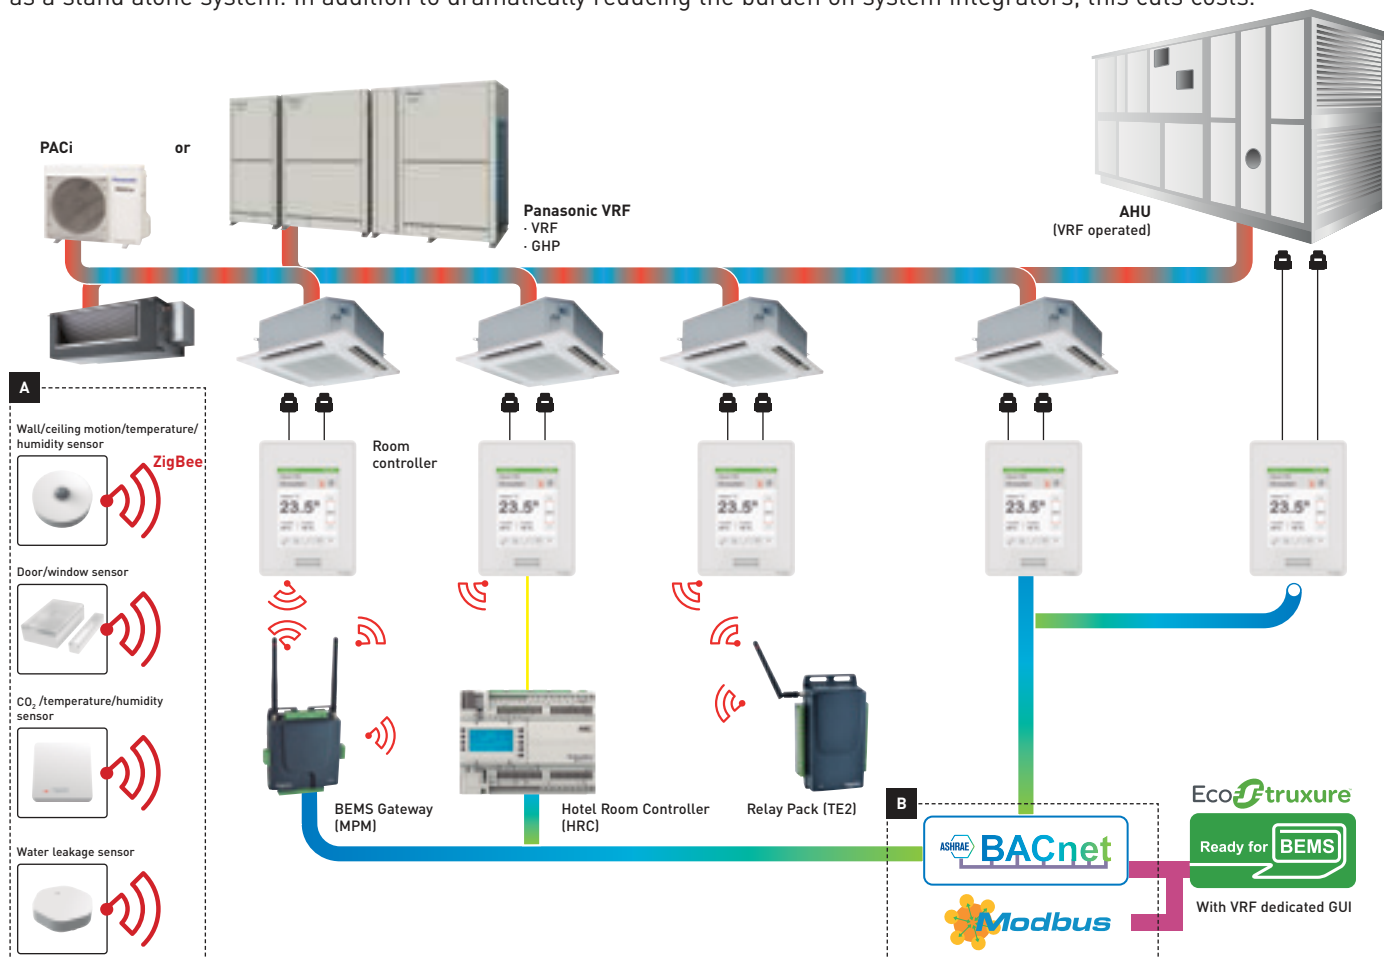 as a stand alone system. In addition to dramatically reducing the burden on system integrators, this cuts costs.
PACi
or
Panasonic VRF
· VRF
· GHP
AHU
(VRF operated)
A
Wall/ceiling motion/temperature/
humidity sensor
ZigBee
Door/window sensor
CO₂ /temperature/humidity
sensor
Water leakage sensor
Room
controller
23.5°
23.5°
23.5°
23.5°
23.5°
BEMS Gateway
(MPM)
Hotel Room Controller
(HRC)
Relay Pack (TE2)
B
ASHRAE BACnet
Modbus
EcoStruxure
Ready for BEMS
With VRF dedicated GUI